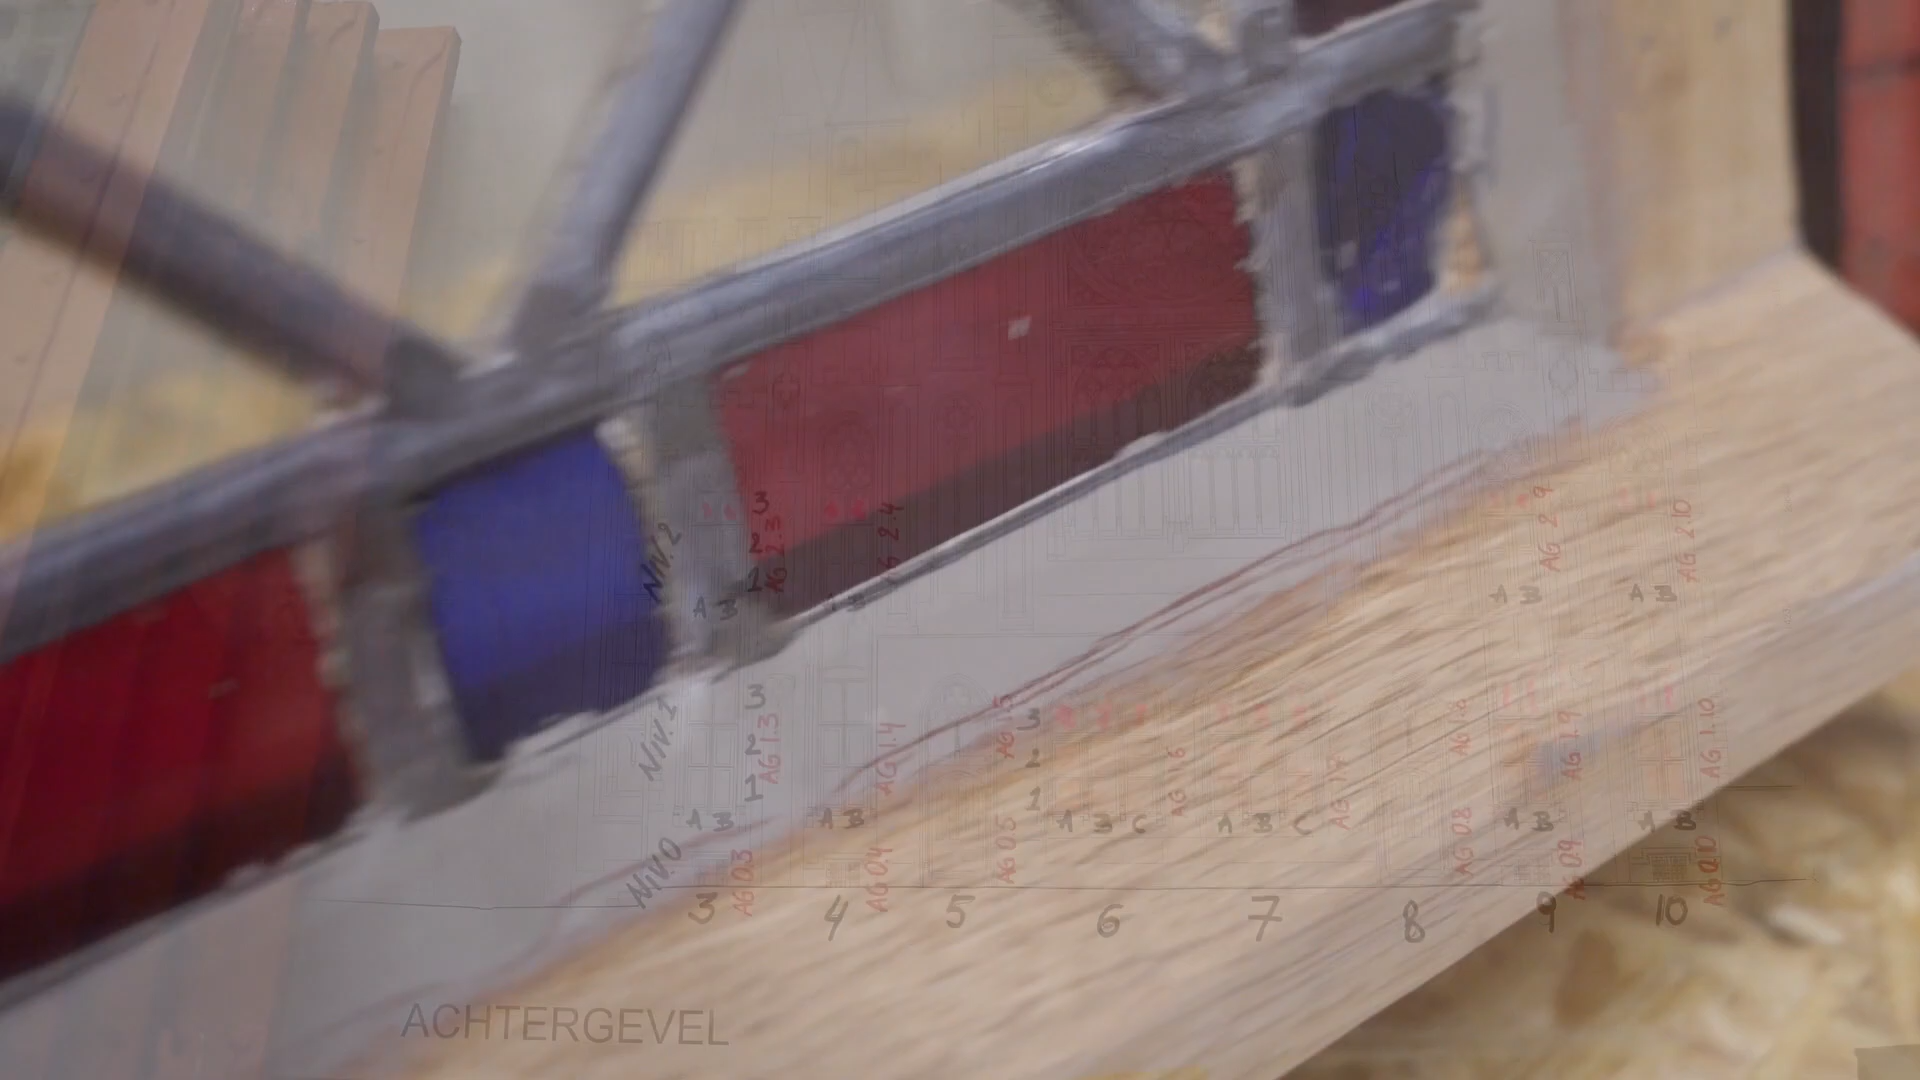 3
NIV. 2 2 AG 2.3 AG 2.4 AG 2.9 AG 2.10
1
A B A B A B A B
3
NIV. 1 2 AG 1.3 AG 1.4 AG 1.5 3 AG 1.6 AG 1.7 AG 1.8 AG 1.9 AG 1.10
2
1 1
A B A B A B C A B C A B A B
NIV. 0 AG 0.3 AG 0.4 AG 0.5 AG 0.8 AG 0.9 AG 0.10
3 4 5 6 7 8 9 10
ACHTERGEVEL